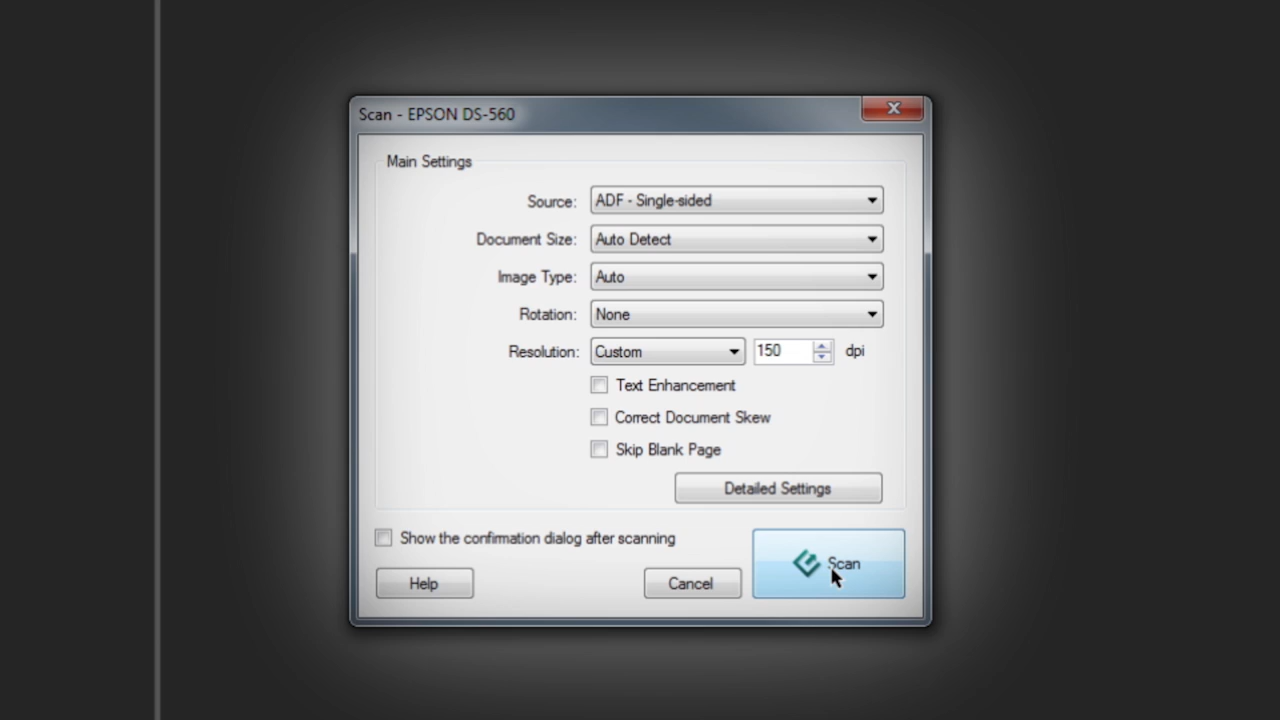 Scan - EPSON DS-560
Main Settings
Source: ADF - Single-sided
Document Size: Auto Detect
Image Type: Auto
Rotation: None
Resolution: Custom 150 dpi
Text Enhancement
Correct Document Skew
Skip Blank Page
Detailed Settings
Show the confirmation dialog after scanning
Scan
Help
Cancel